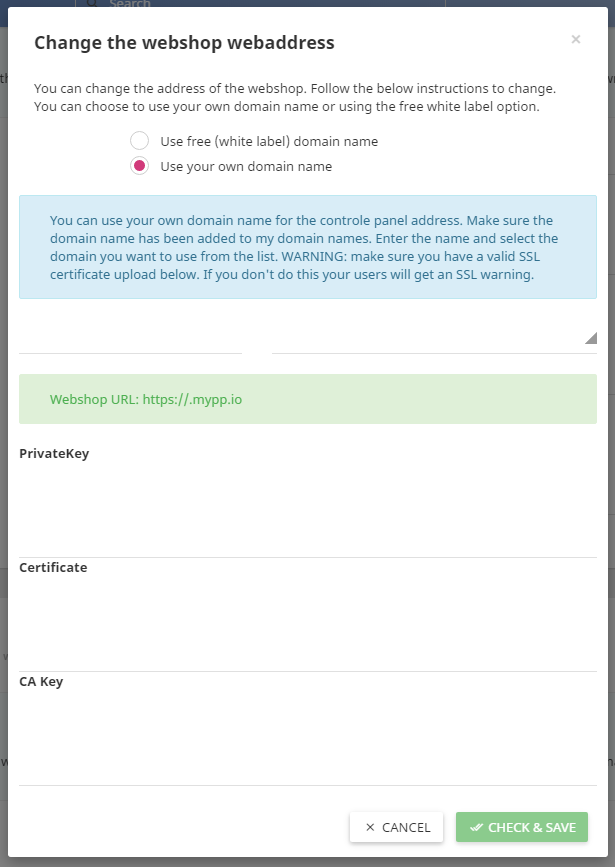 Search
Change the webshop webaddress
×
You can change the address of the webshop. Follow the below instructions to change.
You can choose to use your own domain name or using the free white label option.
Use free (white label) domain name
Use your own domain name
You can use your own domain name for the controle panel address. Make sure the
domain name has been added to my domain names. Enter the name and select the
domain you want to use from the list. WARNING: make sure you have a valid SSL
certificate upload below. If you don't do this your users will get an SSL warning.
Webshop URL: https://.mypp.io
PrivateKey
Certificate
CA Key
CANCEL
CHECK & SAVE